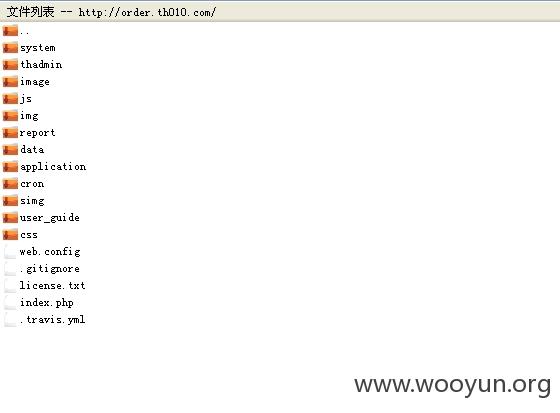 文件列表 -- http://order.th010.com/
..
system
thadmin
image
js
img
report
data
application
cron
simg
user_guide
css
web.config
.gitignore
license.txt
index.php
.travis.yml
www.wooyun.org